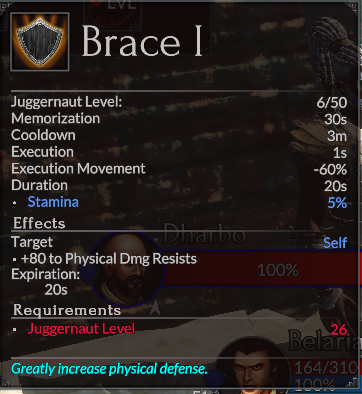 LVL
Brace I
Juggernaut Level: 6/50
Memorization 30s
Cooldown 3m
Execution 1s
Execution Movement -60%
Duration 20s
• Stamina 5%
Effects
Target Self
• +80 to Physical Dmg Resists
Dharbo
100%
Expiration:
20s
Requirements
• Juggernaut Level 26
Belaria
164/310
Greatly increase physical defense.
100%